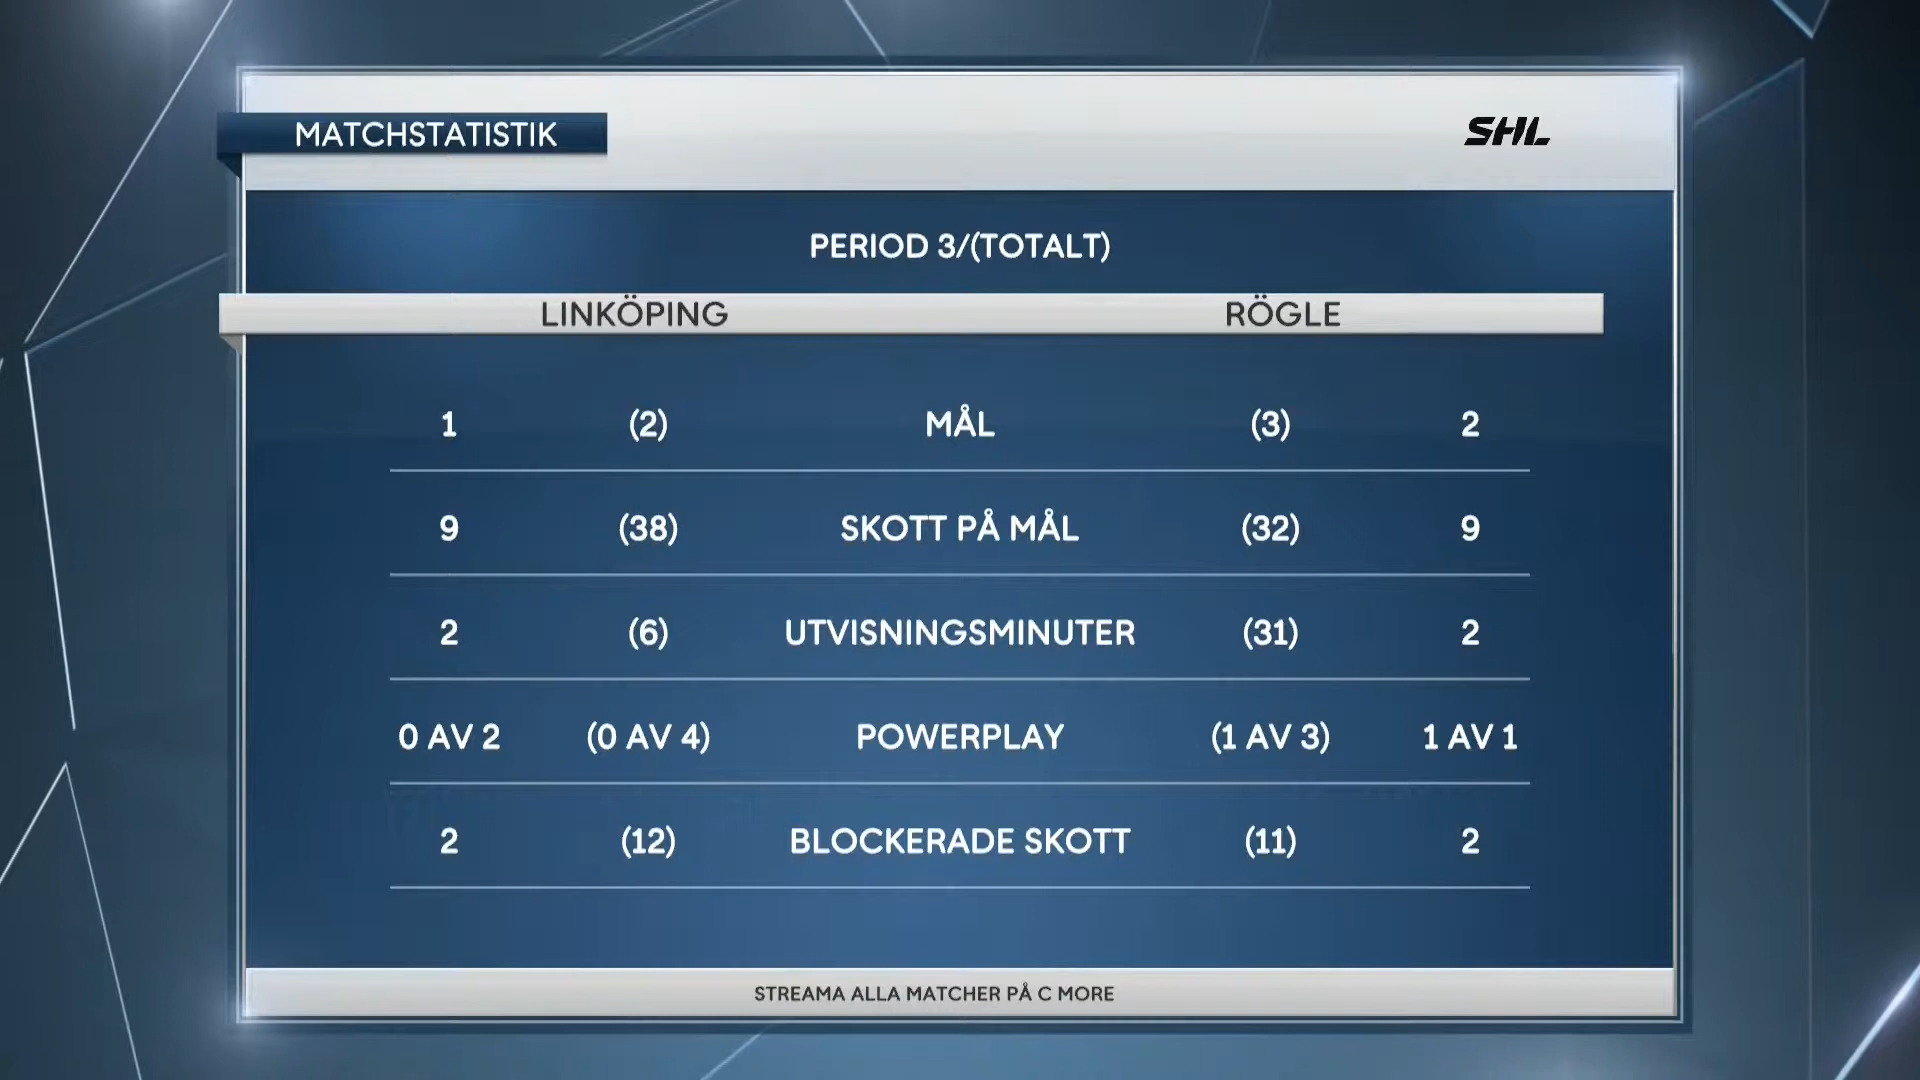 MATCHSTATISTIK
SHL
PERIOD 3/(TOTALT)
LINKÖPING RÖGLE
1 (2) MÅL (3) 2
9 (38) SKOTT PÅ MÅL (32) 9
2 (6) UTVISNINGSMINUTER (31) 2
0 AV 2 (0 AV 4) POWERPLAY (1 AV 3) 1 AV 1
2 (12) BLOCKERADE SKOTT (11) 2
STREAMA ALLA MATCHER PÅ C MORE